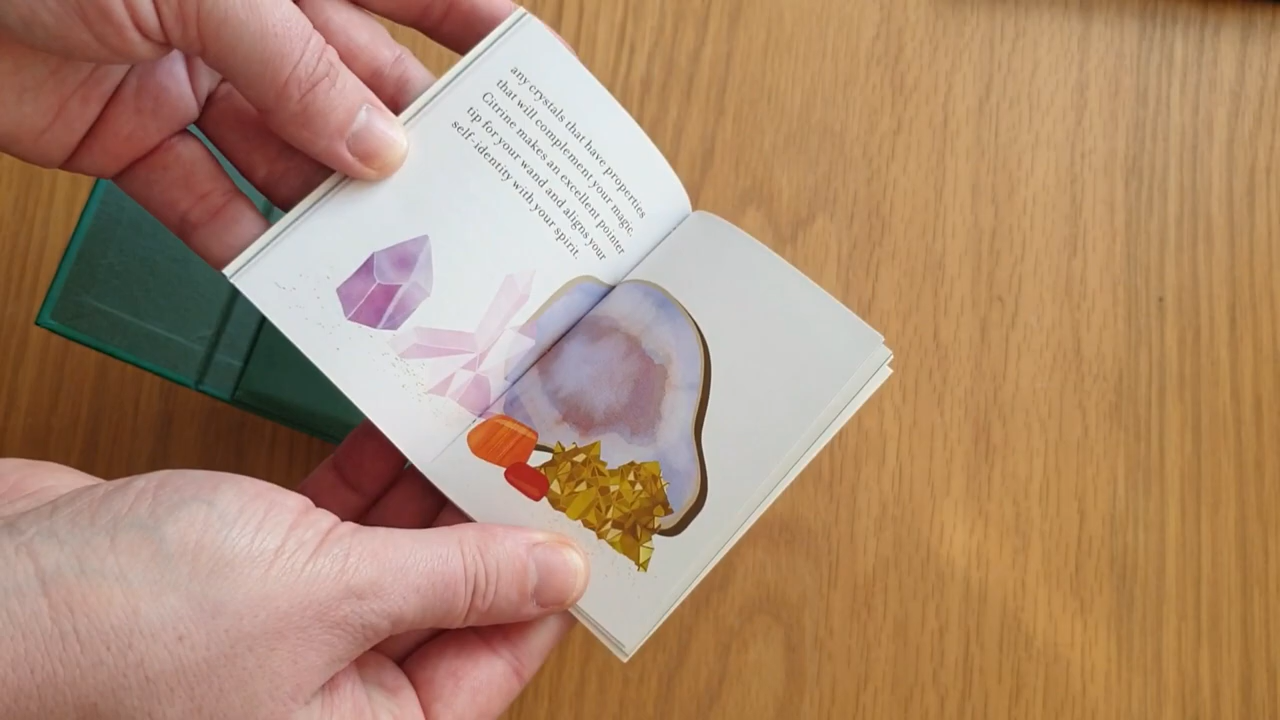 any crystals that have properties
that will complement your magic.
Citrine makes an excellent pointer
tip for your wand and aligns your
self-identity with your spirit.